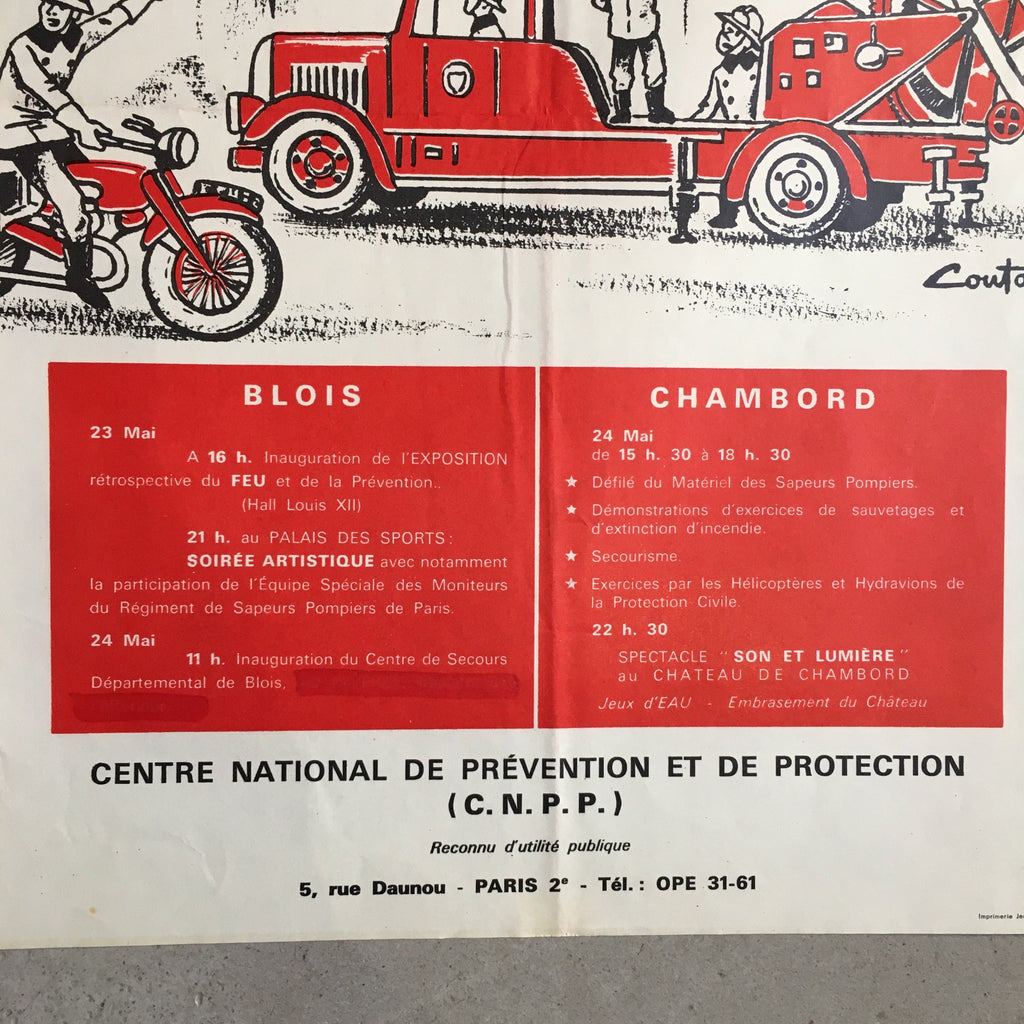 BLOIS
23 Mai
A 16 h. Inauguration de l'EXPOSITION
rétrospective du FEU et de la Prévention..
(Hall Louis XII)
21 h. au PALAIS DES SPORTS :
SOIRÉE ARTISTIQUE avec notamment
la participation de l'Équipe Spéciale des Moniteurs
du Régiment de Sapeurs Pompiers de Paris.
24 Mai
11 h. Inauguration du Centre de Secours
Départemental de Blois,
CHAMBORD
24 Mai
de 15 h. 30 à 18 h. 30
★ Défilé du Matériel des Sapeurs Pompiers.
★ Démonstrations d'exercices de sauvetages et
d'extinction d'incendie.
★ Secourisme.
★ Exercices par les Hélicoptères et Hydravions de
la Protection Civile.
22 h. 30
SPECTACLE "SON ET LUMIÈRE"
au CHATEAU DE CHAMBORD
Jeux d'EAU - Embrasement du Château
CENTRE NATIONAL DE PRÉVENTION ET DE PROTECTION
(C.N.P.P.)
Reconnu d'utilité publique
5, rue Daunou - PARIS 2e - Tél. : OPE 31-61
Imprimerie